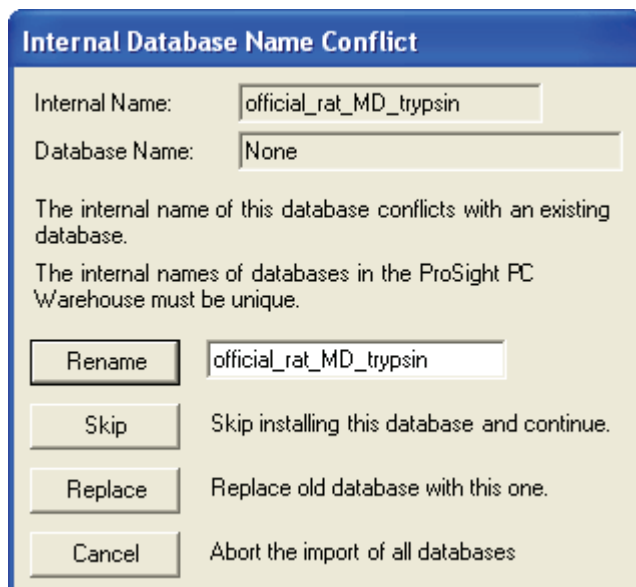 Internal Database Name Conflict
Internal Name: official_rat_MD_trypsin
Database Name: None
The internal name of this database conflicts with an existing
database.
The internal names of databases in the ProSight PC
Warehouse must be unique.
Rename official_rat_MD_trypsin
Skip Skip installing this database and continue.
Replace Replace old database with this one.
Cancel Abort the import of all databases